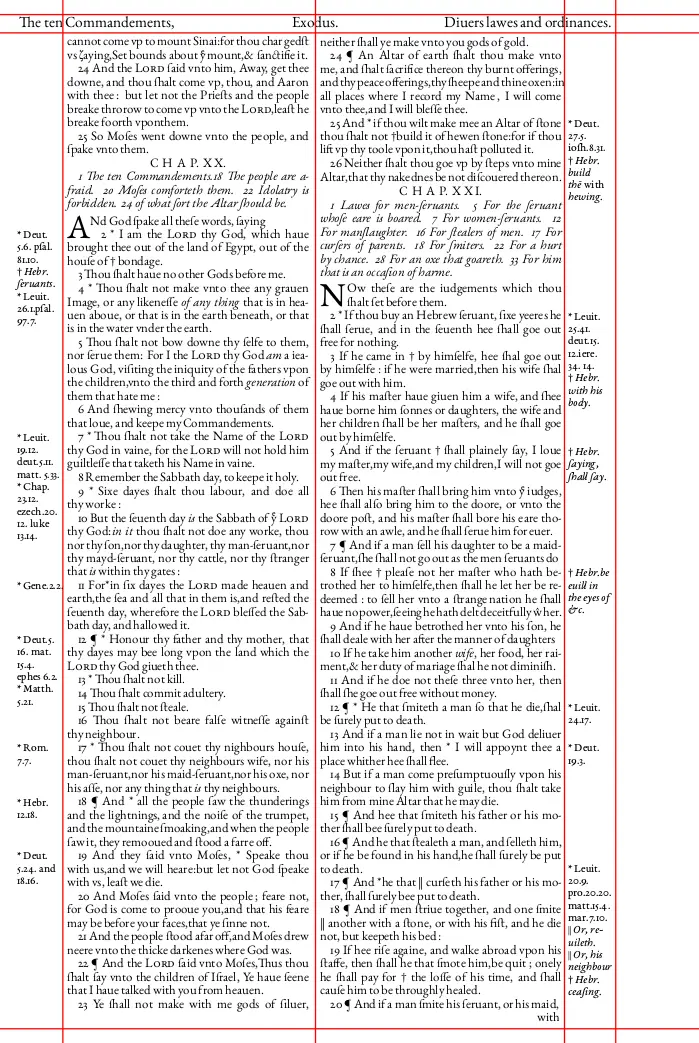 The ten Commandements, Exodus. Diuers lawes and ordinances.
cannot come vp to mount Sinai:for thou chargedſt
vs ſaying,Set bounds about ẙ mount,& ſanctifie it.
24 And the LORD ſaid vnto him, Away, get thee
downe, and thou ſhalt come vp, thou, and Aaron
with thee : but let not the Prieſts and the people
breake throrow to come vp vnto the LORD,leaſt he
breake foorth vponthem.
25 So Moſes went downe vnto the people, and
ſpake vnto them.
CHAP. XX.
1 The ten Commandements.18 The people are a-
fraid. 20 Moſes comforteth them. 22 Idolatry is
forbidden. 24 of what ſort the Altar ſhould be.
ANd God ſpake all theſe words, ſaying
2 * I am the LORD thy God, which haue
brought thee out of the land of Egypt, out of the
houſe of † bondage.
3 Thou ſhalt haue no other Gods before me.
4 * Thou ſhalt not make vnto thee any grauen
Image, or any likeneſſe of any thing that is in hea-
uen aboue, or that is in the earth beneath, or that
is in the water vnder the earth.
5 Thou ſhalt not bow downe thy ſelfe to them,
nor ſerue them: For I the LORD thy God am a iea-
lous God, viſiting the iniquity of the fathers vpon
the children,vnto the third and forth generation of
them that hate me :
6 And ſhewing mercy vnto thouſands of them
that loue, and keepe my Commandements.
7 * Thou ſhalt not take the Name of the LORD
thy God in vaine, for the LORD will not hold him
guiltleſſe that taketh his Name in vaine.
8 Remember the Sabbath day, to keepe it holy.
9 * Sixe dayes ſhalt thou labour, and doe all
thy worke :
10 But the ſeuenth day is the Sabbath of ẙ LORD
thy God:in it thou ſhalt not doe any worke, thou
nor thy ſon,nor thy daughter, thy man-ſeruant,nor
thy mayd-ſeruant, nor thy cattle, nor thy ſtranger
that is within thy gates :
11 For*in ſix dayes the LORD made heauen and
earth,the ſea and all that in them is,and reſted the
ſeuenth day, wherefore the LORD bleſſed the Sab-
bath day, and hallowed it.
12 ¶ * Honour thy father and thy mother, that
thy dayes may bee long vpon the land which the
LORD thy God giueth thee.
13 * Thou ſhalt not kill.
14 Thou ſhalt commit adultery.
15 Thou ſhalt not ſteale.
16 Thou ſhalt not beare falſe witneſſe againſt
thy neighbour.
17 * Thou ſhalt not couet thy nighbours houſe,
thou ſhalt not couet thy neighbours wife, nor his
man-ſeruant,nor his maid-ſeruant,nor his oxe, nor
his aſſe, nor any thing that is thy neighbours.
18 ¶ And * all the people ſaw the thunderings
and the lightnings, and the noiſe of the trumpet,
and the mountaine ſmoaking,and when the people
ſaw it, they remooued and ſtood a farre off.
19 And they ſaid vnto Moſes, * Speake thou
with us,and we will heare:but let not God ſpeake
with vs, leaſt we die.
20 And Moſes ſaid vnto the people; feare not,
for God is come to prooue you,and that his feare
may be before your faces,that ye ſinne not.
21 And the people ſtood afar off,and Moſes drew
neere vnto the thicke darkenes where God was.
22 ¶ And the LORD ſaid vnto Moſes,Thus thou
ſhalt ſay vnto the children of Iſrael, Ye haue ſeene
that I haue talked with you from heauen.
23 Ye ſhall not make with me gods of ſiluer,
* Deut.
5.6. pſal.
81.10.
† Hebr.
ſeruants.
* Leuit.
26.1.pſal.
97.7.
* Leuit.
19.12.
deut.5.11.
matt. 5.33.
* Chap.
23.12.
ezech.20.
12. luke
13.14.
* Gene.2.2.
* Deut.5.
16. mat.
15.4.
ephes 6.2.
* Matth.
5.21.
* Rom.
7.7.
* Hebr.
12.18.
* Deut.
5.24. and
18.16.
neither ſhall ye make vnto you gods of gold.
24 ¶ An Altar of earth ſhalt thou make vnto
me, and ſhalt ſacrifice thereon thy burnt offerings,
and thy peace offerings,thy ſheepe and thine oxen:in
all places where I record my Name, I will come
vnto thee,and I will bleſſe thee.
25 And * if thou wilt make mee an Altar of ſtone
thou ſhalt not †build it of hewen ſtone:for if thou
lift vp thy toole vpon it,thou haſt polluted it.
26 Neither ſhalt thou goe vp by ſteps vnto mine
Altar,that thy nakednes be not diſcouered thereon.
CHAP. XXI.
1 Lawes for men-ſeruants. 5 For the ſeruant
whoſe eare is boared. 7 For women-ſeruants. 12
For manſlaughter. 16 For ſtealers of men. 17 For
curſers of parents. 18 For ſmiters. 22 For a hurt
by chance. 28 For an oxe that goareth. 33 For him
that is an occaſion of harme.
NOw theſe are the iudgements which thou
ſhalt ſet before them.
2 * If thou buy an Hebrew ſeruant, ſixe yeeres he
ſhall ſerue, and in the ſeuenth hee ſhall goe out
free for nothing.
3 If he came in † by himſelfe, hee ſhal goe out
by himſelfe : if he were married,then his wife ſhall
goe out with him.
4 If his maſter haue giuen him a wife, and ſhee
haue borne him ſonnes or daughters, the wife and
her children ſhall be her maſters, and he ſhall goe
out by himſelfe.
5 And if the ſeruant † ſhall plainely ſay, I loue
my maſter,my wife,and my children,I will not goe
out free.
6 Then his maſter ſhall bring him vnto ẙ iudges,
hee ſhall alſo bring him to the doore, or vnto the
doore poſt, and his maſter ſhall bore his eare tho-
row with an awle, and he ſhall ſerue him for euer.
7 ¶ And if a man ſell his daughter to be a maid-
ſeruant,ſhe ſhall not go out as the men ſeruants do
8 If ſhee † pleaſe not her maſter who hath be-
trothed her to himſelfe,then ſhall he let her be re-
deemed : to ſell her vnto a ſtrange nation he ſhall
haue no power,ſeeing he hath delt deceitfully ẘ her.
9 And if he haue betrothed her vnto his ſon, he
ſhall deale with her after the manner of daughters
10 If he take him another wife, her food, her rai-
ment,& her duty of mariage ſhal he not diminiſh.
11 And if he doe not theſe three vnto her, then
ſhall ſhe goe out free without money.
12 ¶ * He that ſmiteth a man ſo that he die,ſhal
be ſurely put to death.
13 And if a man lie not in wait but God deliuer
him into his hand, then * I will appoynt thee a
place whither hee ſhall flee.
14 But if a man come preſumptuouſly vpon his
neighbour to ſlay him with guile, thou ſhalt take
him from mine Altar that he may die.
15 ¶ And hee that ſmiteth his father or his mo-
ther ſhall bee ſurely put to death.
16 ¶ And he that ſtealeth a man, and ſelleth him,
or if he be found in his hand,he ſhall ſurely be put
to death.
17 ¶ And *he that ‖ curſeth his father or his mo-
ther, ſhall ſurely bee put to death.
18 ¶ And if men ſtriue together, and one ſmite
‖ another with a ſtone, or with his fiſt, and he die
not, but keepeth his bed :
19 If hee riſe againe, and walke abroad vpon his
ſtaffe, then ſhall he that ſmote him,be quit ; onely
he ſhall pay for † the loſſe of his time, and ſhall
cauſe him to be throughly healed.
20 ¶ And if a man ſmite his ſeruant, or his maid,
with
* Deut.
27.5.
ioſh.8.31.
† Hebr.
build
thē with
hewing.
* Leuit.
25.41.
deut.15.
12.iere.
34. 14.
† Hebr.
with his
body.
† Hebr.
ſaying,
ſhall ſay.
† Hebr.be
euill in
the eyes of
&c.
* Leuit.
24.17.
* Deut.
19.3.
* Leuit.
20.9.
pro.20.20.
matt.15.4.
mar.7.10.
‖ Or, re-
uileth.
‖ Or, his
neighbour
† Hebr.
ceaſing.